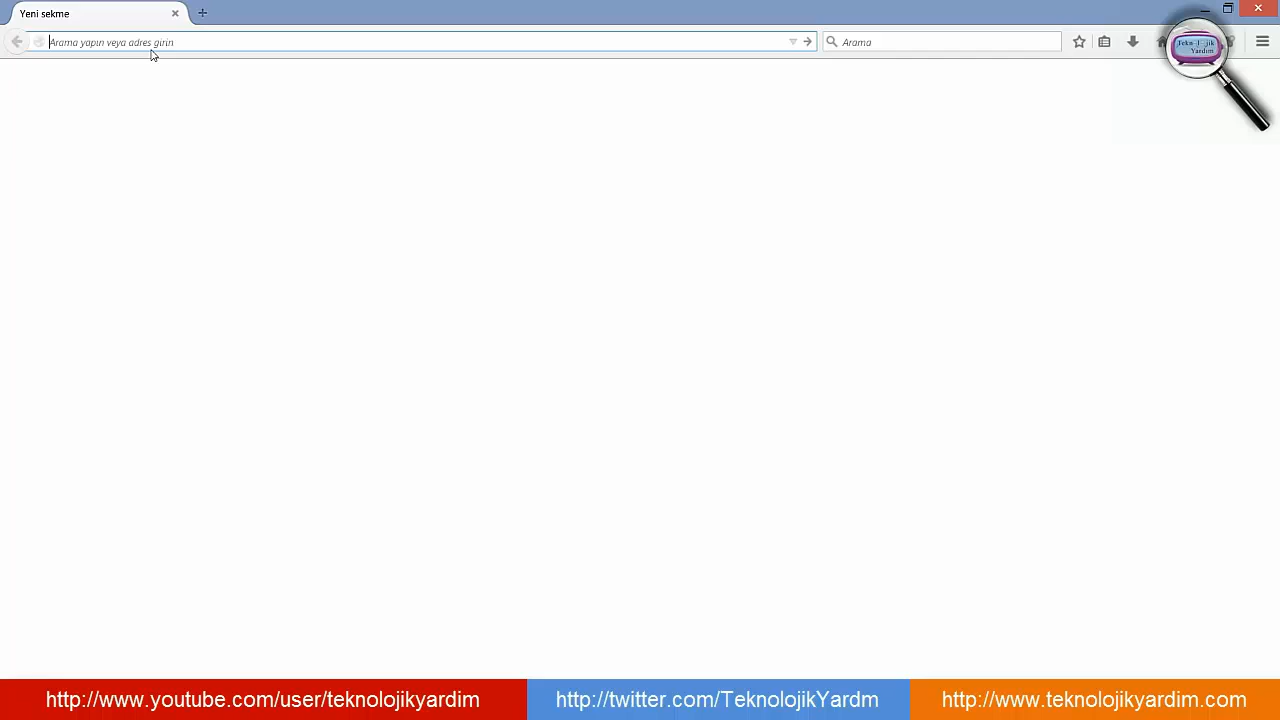 Yeni sekme
Arama yapın veya adres girin
Arama
Yardım
http://www.youtube.com/user/teknolojikyardim
http://twitter.com/TeknolojikYardm
http://www.teknolojikyardim.com